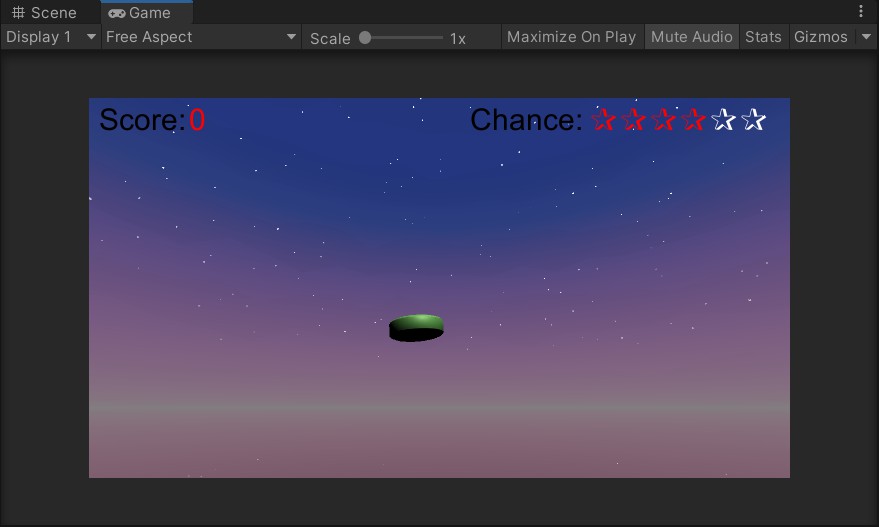 Scene Game
Display 1 Free Aspect Scale 1x Maximize On Play Mute Audio Stats Gizmos
Score:0 Chance: ✰✰✰✰✰✰